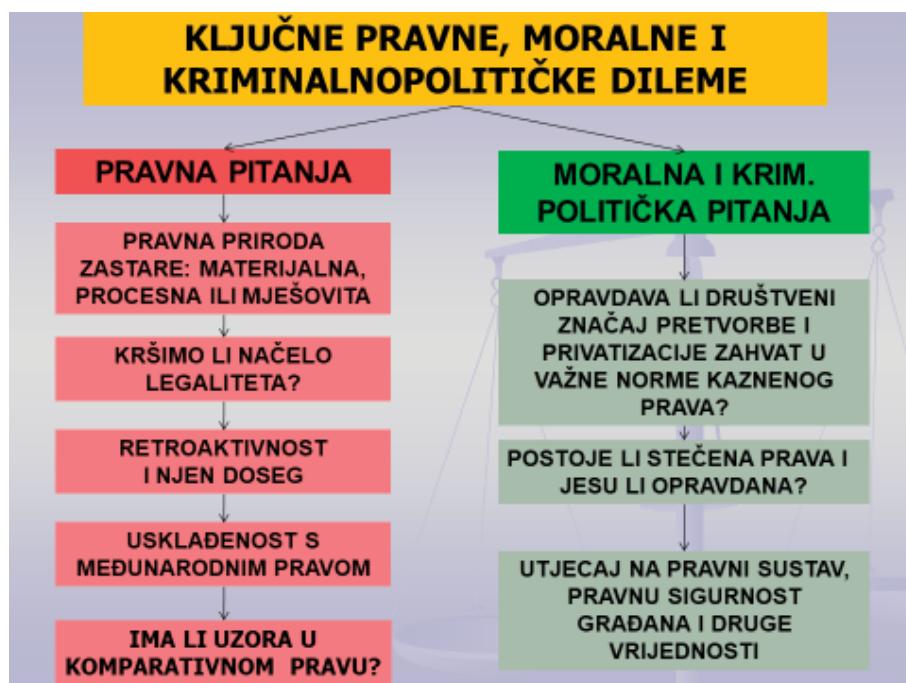 KLJUČNE PRAVNE, MORALNE I
KRIMINALNOPOLITIČKE DILEME
PRAVNA PITANJA
PRAVNA PRIRODA
ZASTARE: MATERIJALNA,
PROCESNA ILI MJEŠOVITA
KRŠIMO LI NAČELO
LEGALITETA?
RETROAKTIVNOST
I NJEN DOSEG
USKLAĐENOST S
MEĐUNARODNIM PRAVOM
IMA LI UZORA U
KOMPARATIVNOM PRAVU?
MORALNA I KRIM.
POLITIČKA PITANJA
OPRAVDAVA LI DRUŠTVENI
ZNAČAJ PRETVORBE I
PRIVATIZACIJE ZAHVAT U
VAŽNE NORME KAZNENOG
PRAVA?
POSTOJE LI STEČENA PRAVA I
JESU LI OPRAVDANA?
UTJECAJ NA PRAVNI SUSTAV,
PRAVNU SIGURNOST
GRAĐANA I DRUGE
VRIJEDNOSTI